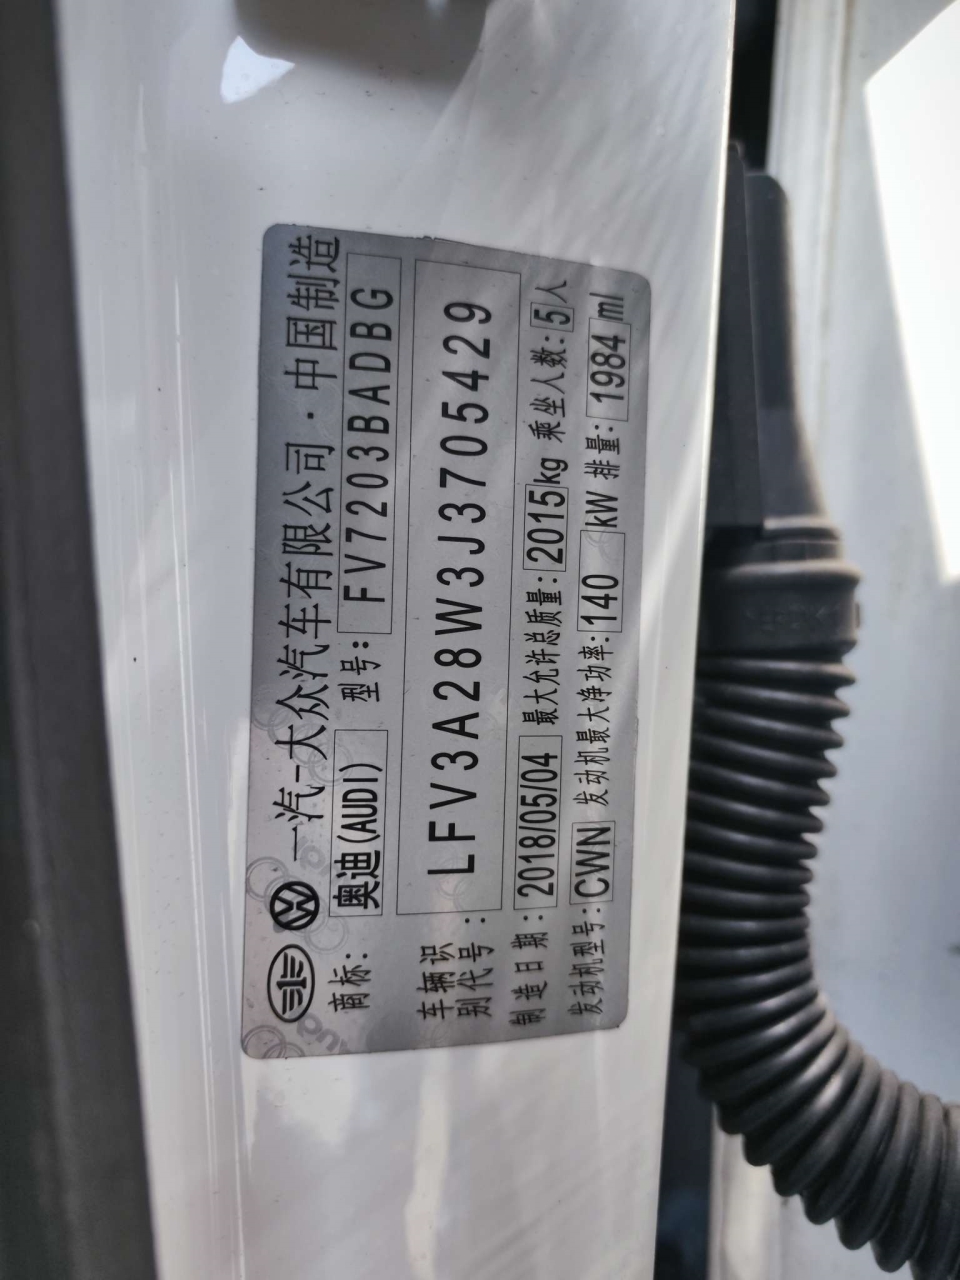 一汽-大众汽车有限公司·中国制造
商标: 奥迪(AUDI) 型号: FV7203BADBG
车辆识别代号: LFV3A28W3J3705429
制造日期: 2018/05/04 最大允许总质量: 2015kg 乘坐人数: 5人
发动机型号: CWN 发动机最大净功率: 140 kW 排量: 1984 ml